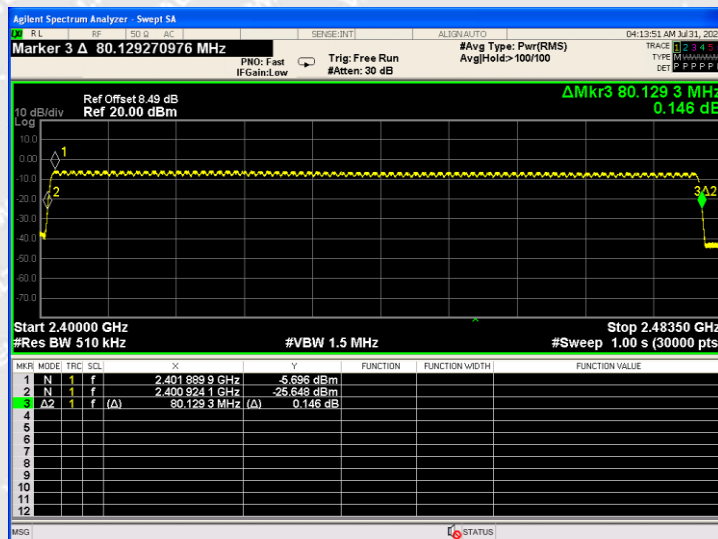 Agilent Spectrum Analyzer - Swept SA
RL RF 50 Ω AC SENSE:INT ALIGN AUTO 04:13:51 AM Jul 31, 202
Marker 3 Δ 80.129270976 MHz
PNO: Fast
IFGain:Low
Trig: Free Run
#Atten: 30 dB
#Avg Type: Pwr(RMS)
Avg|Hold:>100/100
TRACE 1 2 3 4 5
TYPE M
DET P P P P P
ΔMkr3 80.129 3 MHz
0.146 dB
Ref Offset 8.49 dB
10 dB/div Ref 20.00 dBm
Log
10.0
0.00
-10.0
-20.0
-30.0
-40.0
-50.0
-60.0
-70.0
1
2
3Δ2
Start 2.40000 GHz Stop 2.48350 GHz
#Res BW 510 kHz #VBW 1.5 MHz #Sweep 1.00 s (30000 pts
MKR MODE TRC SCL X Y FUNCTION FUNCTION WIDTH FUNCTION VALUE
1 N 1 f 2.401 889 9 GHz -5.696 dBm
2 N 1 f 2.400 924 1 GHz -25.648 dBm
3 Δ2 1 f (Δ) 80.129 3 MHz (Δ) 0.146 dB
4
5
6
7
8
9
10
11
12
MSG STATUS